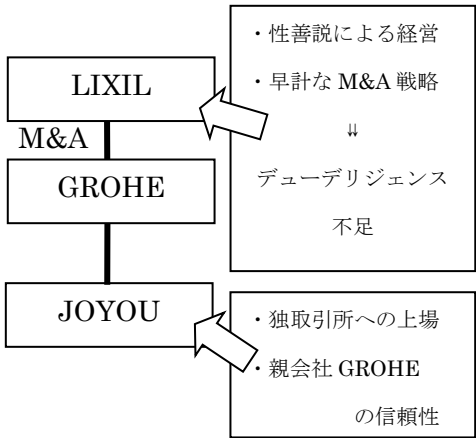 ・性善説による経営
・早計な M&A 戦略
⇊
デューデリジェンス
不足
LIXIL
M&A
GROHE
JOYOU
・独取引所への上場
・親会社 GROHE
の信頼性